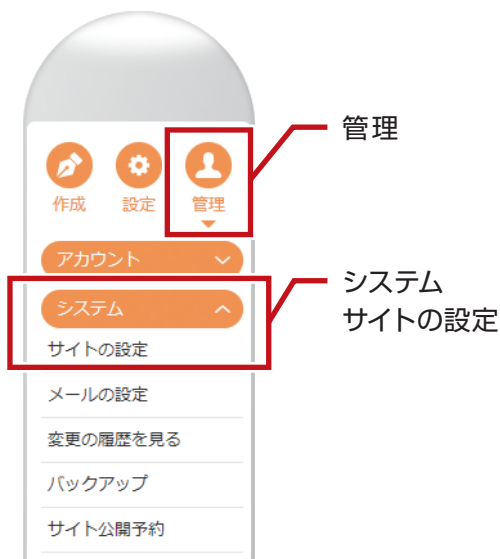 管理
作成 設定 管理
アカウント
システム
システム
サイトの設定
サイトの設定
メールの設定
変更の履歴を見る
バックアップ
サイト公開予約